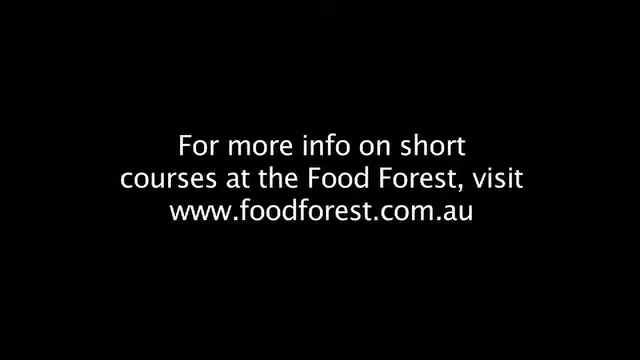 For more info on short
courses at the Food Forest, visit
www.foodforest.com.au